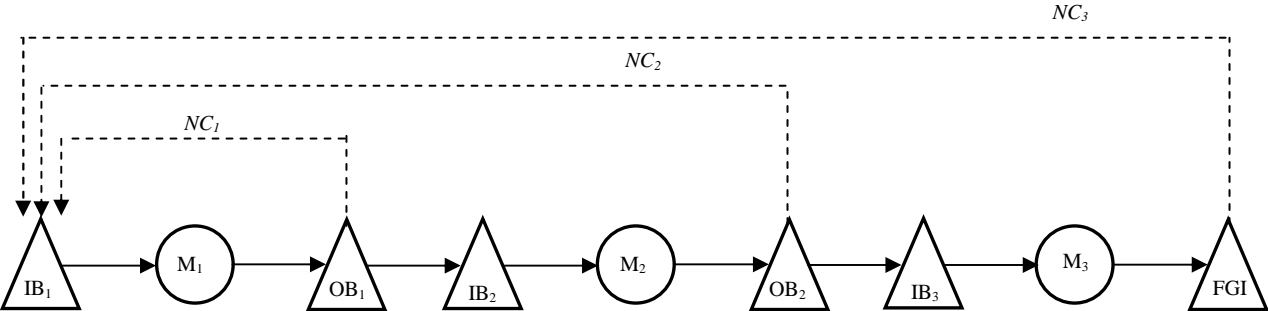 NC₃
NC₂
NC₁
IB₁ M₁ OB₁ IB₂ M₂ OB₂ IB₃ M₃ FGI